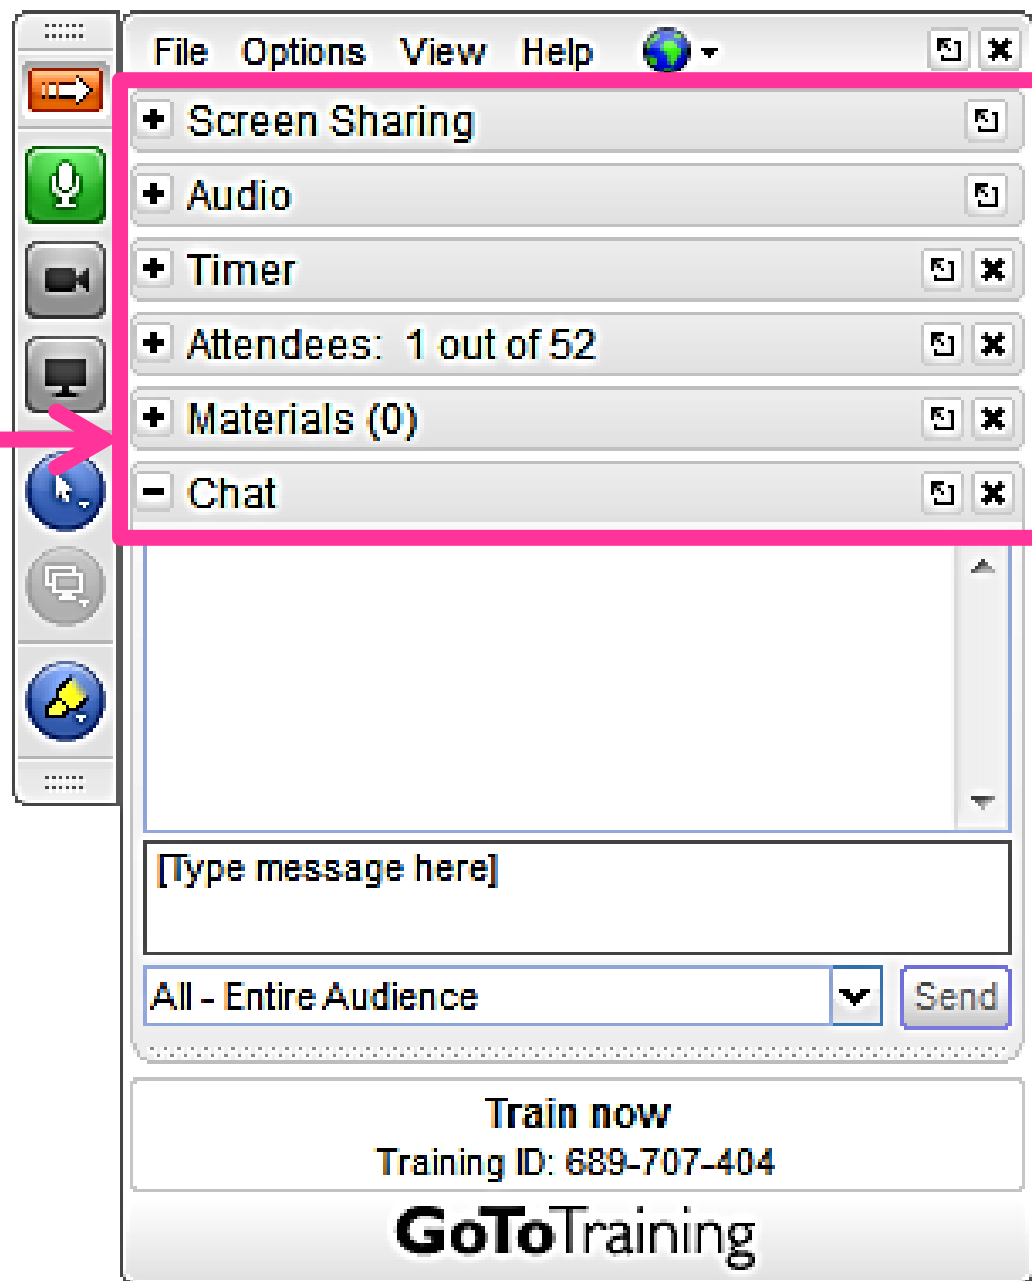 File Options View Help
Screen Sharing
Audio
Timer
Attendees: 1 out of 52
Materials (0)
Chat
[Type message here]
All - Entire Audience
Send
Train now
Training ID: 689-707-404
GoToTraining